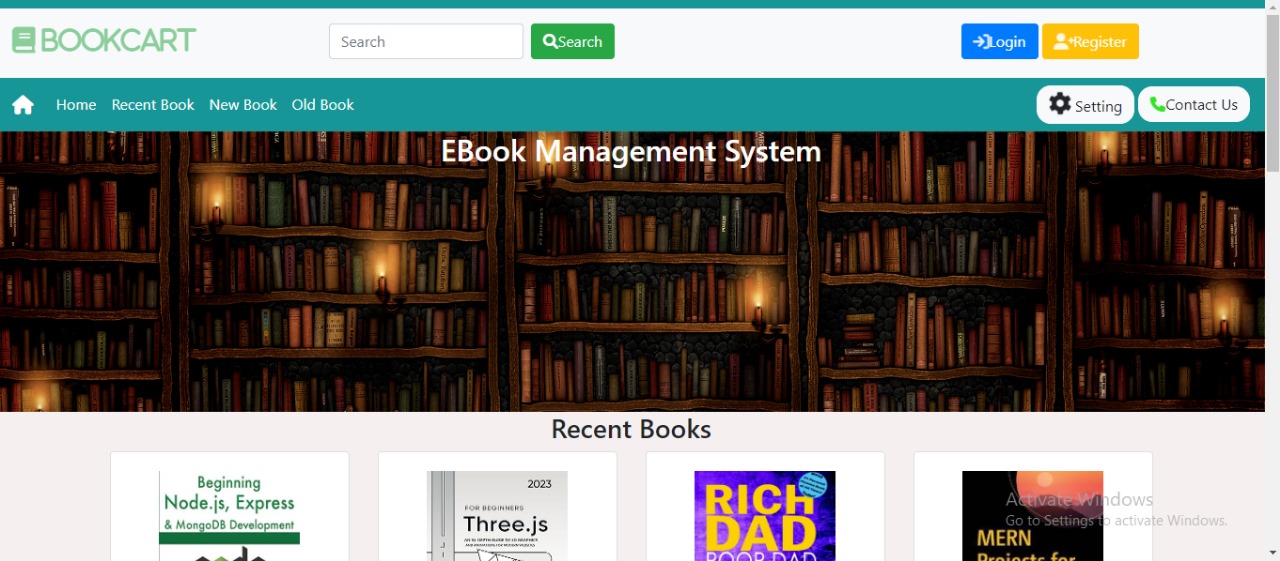 BOOKCART
Search
Search
Login
Register
Home
Recent Book
New Book
Old Book
Setting
Contact Us
EBook Management System
Recent Books
Beginning
Node.js, Express
& MongoDB Development
2023
FOR BEGINNERS
Three.js
RICH
DAD
POOR DAD
MERN
Projects for
Activate Windows
Go to Settings to activate Windows.